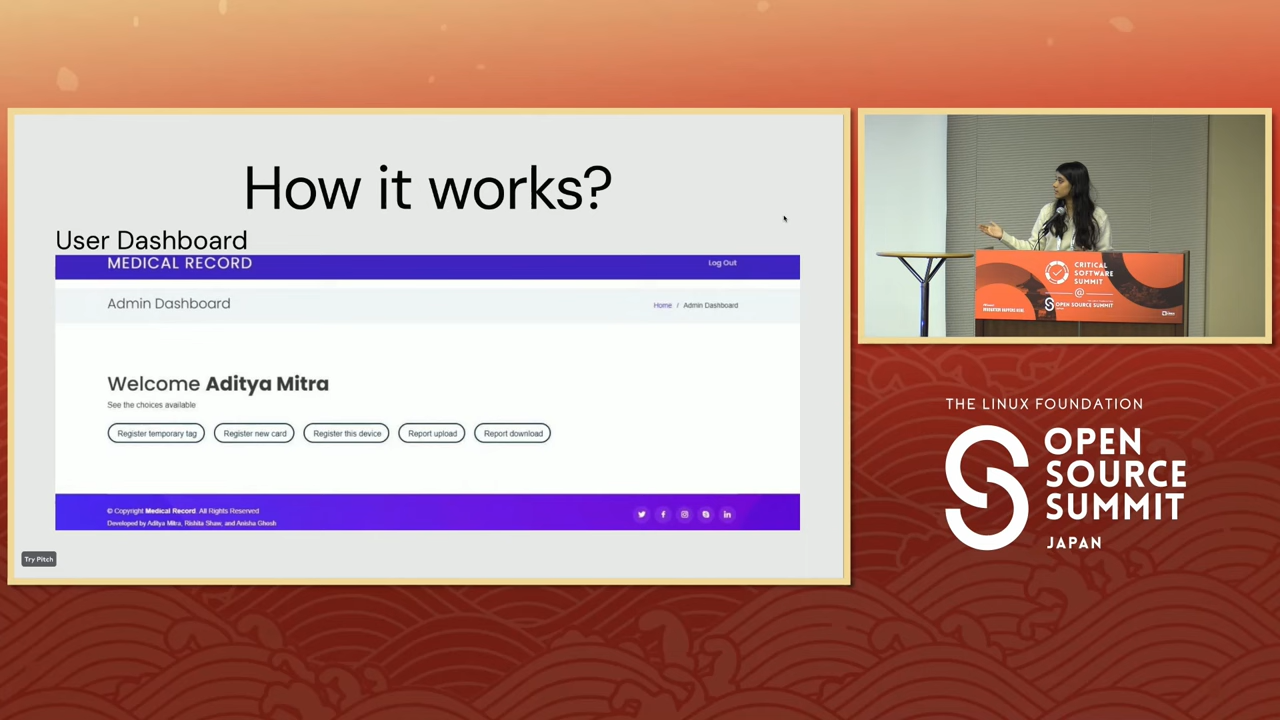 How it works?
User Dashboard
MEDICAL RECORD
Log Out
Admin Dashboard
Home / Admin Dashboard
Welcome Aditya Mitra
See the choices available
Register temporary tag
Register new card
Register this device
Report upload
Report download
© Copyright Medical Record. All Rights Reserved
Developed by Aditya Mitra, Rishita Shaw, and Anisha Ghosh
Try Pitch
CRITICAL
SOFTWARE
SUMMIT
@
OPEN SOURCE SUMMIT
THE LINUX FOUNDATION
OPEN
SOURCE
SUMMIT
JAPAN